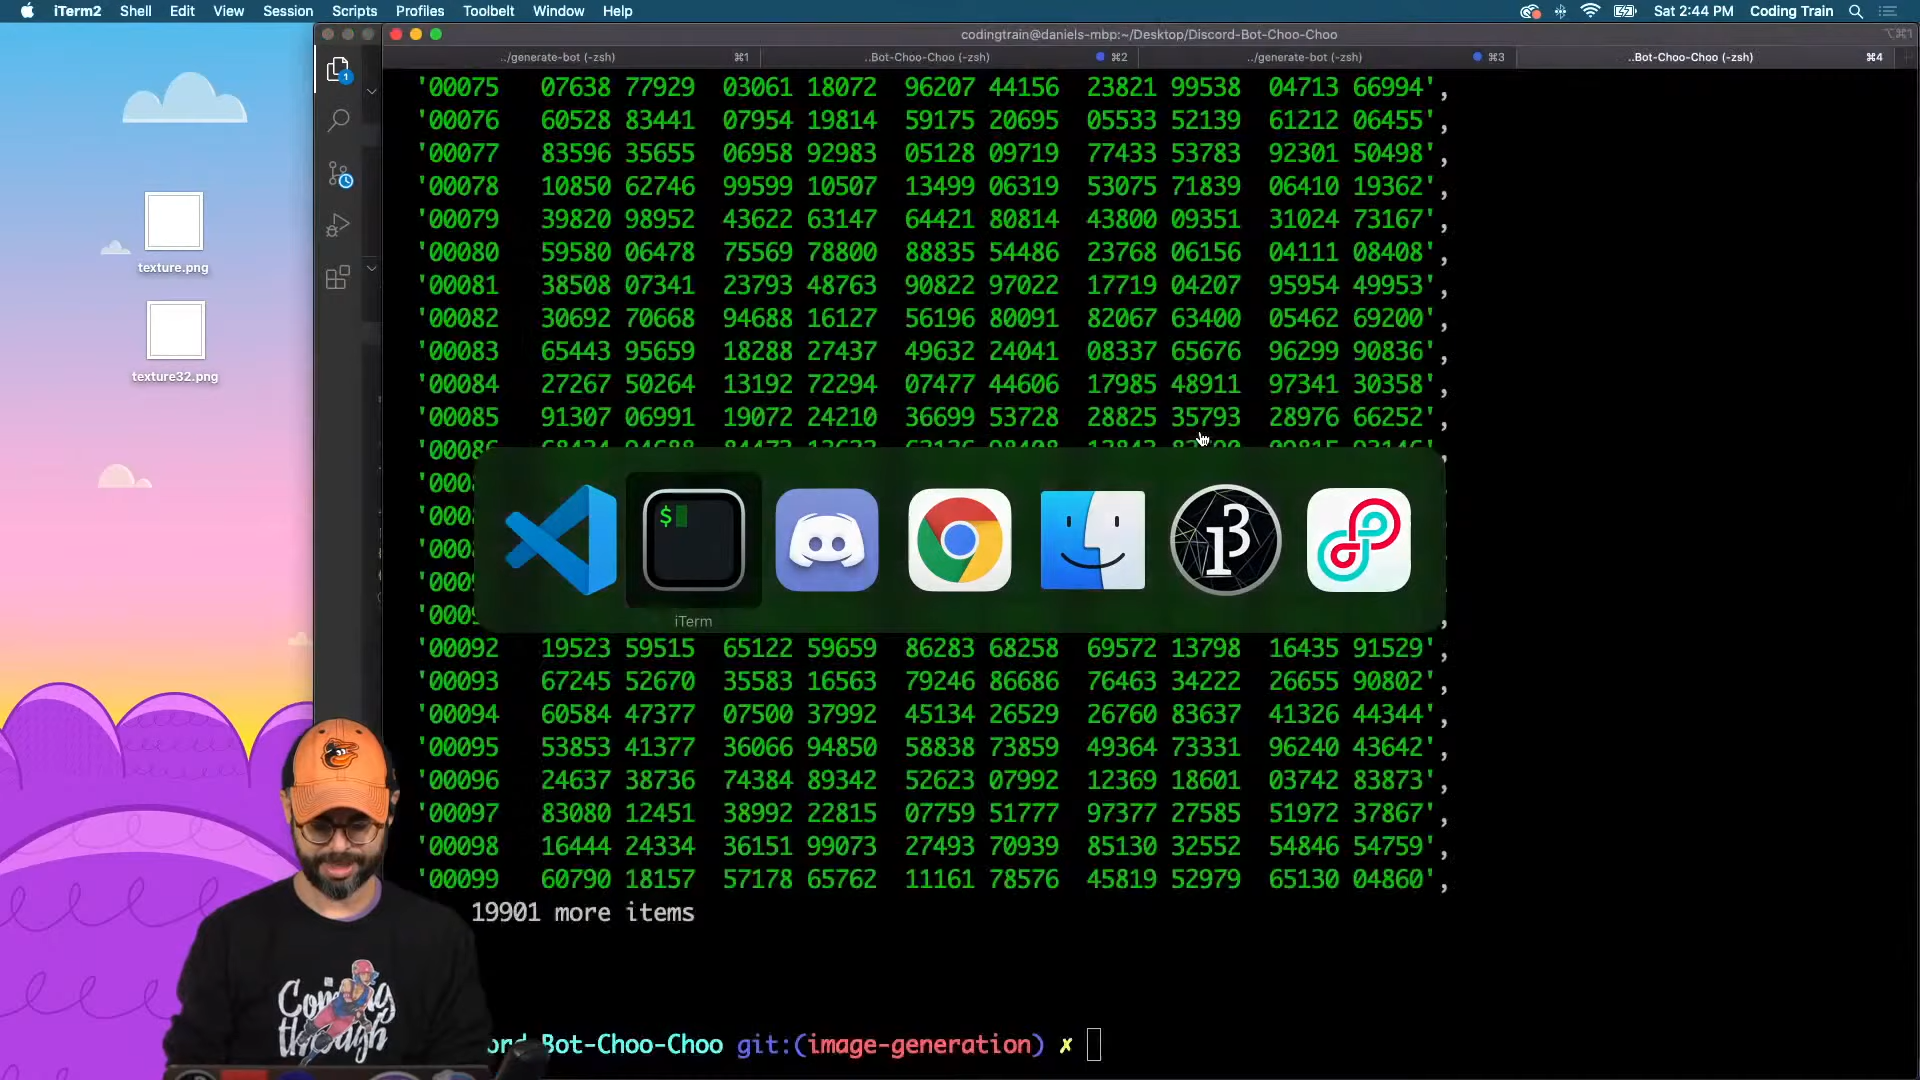 iTerm2 Shell Edit View Session Scripts Profiles Toolbelt Window Help Sat 2:44 PM Coding Train
codingtrain@daniels-mbp:~/Desktop/Discord-Bot-Choo-Choo ⌥⌘1
../generate-bot (-zsh) ⌘1 ..Bot-Choo-Choo (-zsh) ⌘2 ../generate-bot (-zsh) ⌘3 ..Bot-Choo-Choo (-zsh) ⌘4
1
'00075 07638 77929 03061 18072 96207 44156 23821 99538 04713 66994',
'00076 60528 83441 07954 19814 59175 20695 05533 52139 61212 06455',
'00077 83596 35655 06958 92983 05128 09719 77433 53783 92301 50498',
'00078 10850 62746 99599 10507 13499 06319 53075 71839 06410 19362',
'00079 39820 98952 43622 63147 64421 80814 43800 09351 31024 73167',
'00080 59580 06478 75569 78800 88835 54486 23768 06156 04111 08408',
'00081 38508 07341 23793 48763 90822 97022 17719 04207 95954 49953',
'00082 30692 70668 94688 16127 56196 80091 82067 63400 05462 69200',
'00083 65443 95659 18288 27437 49632 24041 08337 65676 96299 90836',
'00084 27267 50264 13192 72294 07477 44606 17985 48911 97341 30358',
'00085 91307 06991 19072 24210 36699 53728 28825 35793 28976 66252',
texture.png
texture32.png
$
i3
iTerm
'00092 19523 59515 65122 59659 86283 68258 69572 13798 16435 91529',
'00093 67245 52670 35583 16563 79246 86686 76463 34222 26655 90802',
'00094 60584 47377 07500 37992 45134 26529 26760 83637 41326 44344',
'00095 53853 41377 36066 94850 58838 73859 49364 73331 96240 43642',
'00096 24637 38736 74384 89342 52623 07992 12369 18601 03742 83873',
'00097 83080 12451 38992 22815 07759 51777 97377 27585 51972 37867',
'00098 16444 24334 36151 99073 27493 70939 85130 32552 54846 54759',
'00099 60790 18157 57178 65762 11161 78576 45819 52979 65130 04860',
19901 more items
ord-Bot-Choo-Choo git:(image-generation) ✗
through